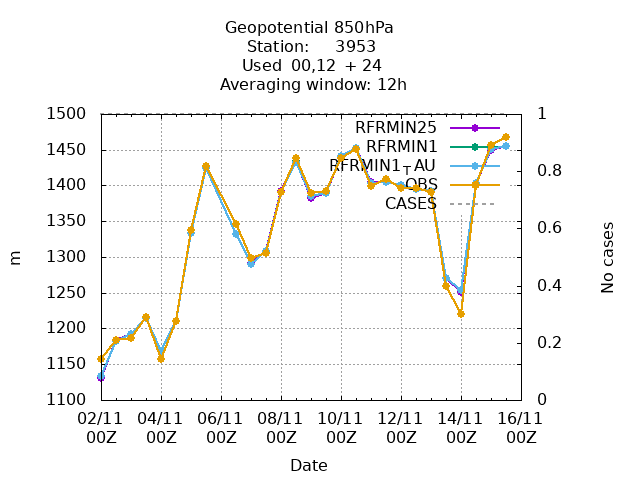 Geopotential 850hPa
Station: 3953
Used 00,12 + 24
Averaging window: 12h
1500
1450
1400
1350
1300
1250
1200
1150
1100
m
1
0.8
0.6
0.4
0.2
0
No cases
RFRMIN25
RFRMIN1
RFRMIN1┬AU
OBS
CASES
02/11 04/11 06/11 08/11 10/11 12/11 14/11 16/11
00Z 00Z 00Z 00Z 00Z 00Z 00Z 00Z
Date